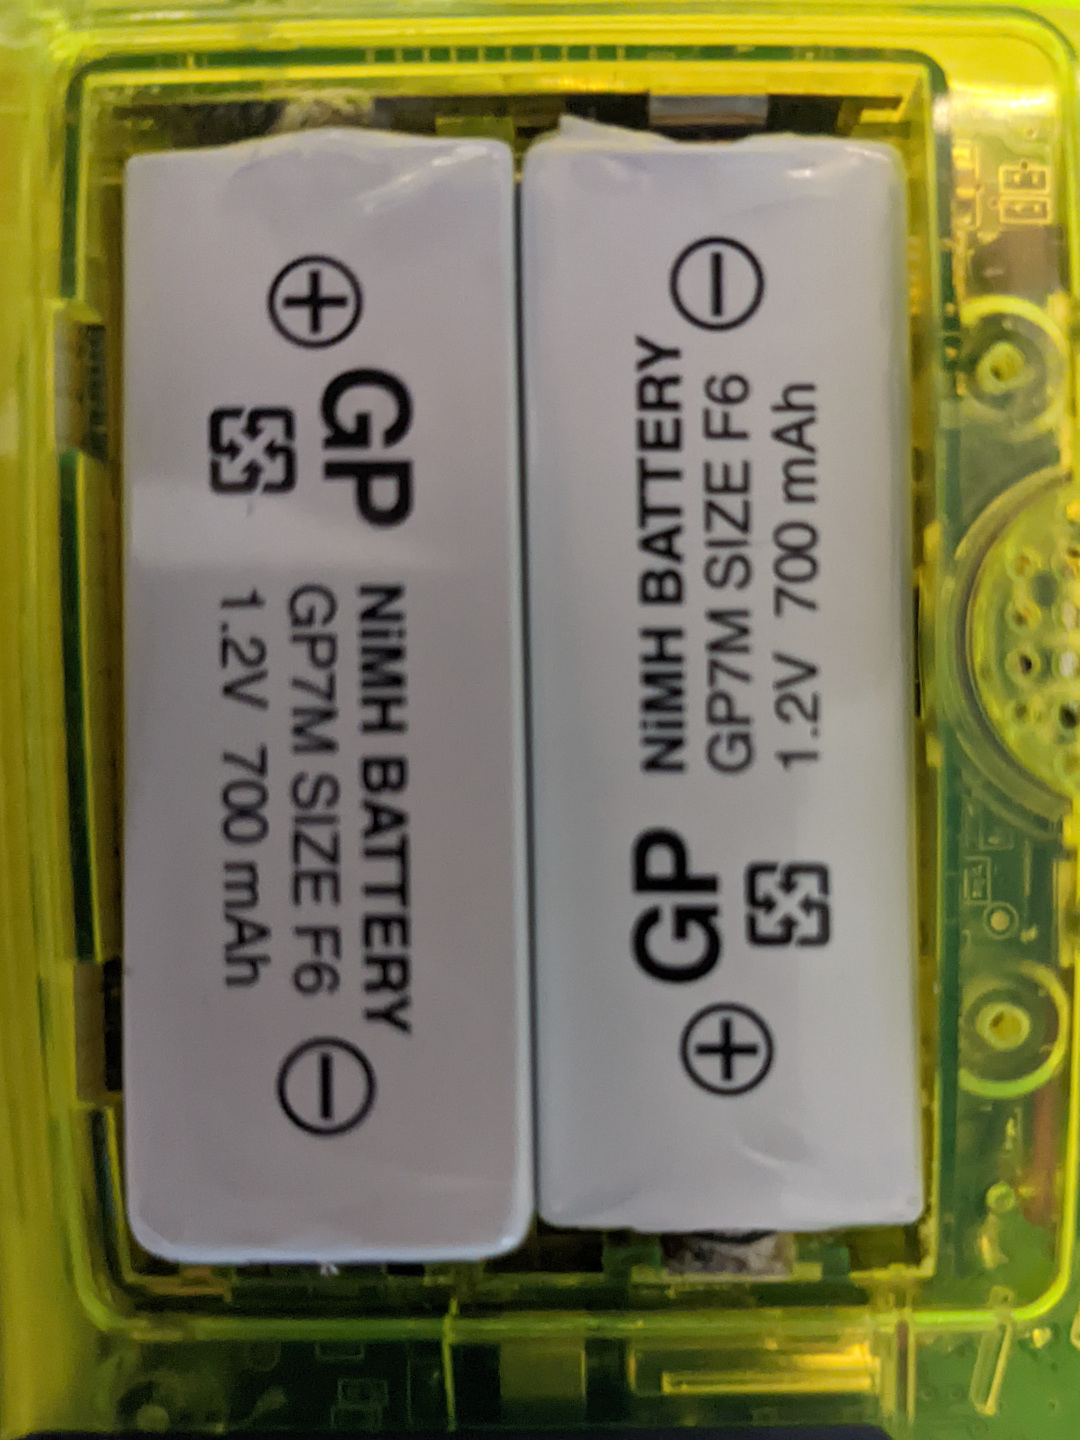 + GP NiMH BATTERY −
GP7M SIZE F6
1.2V 700 mAh
+ GP NiMH BATTERY −
GP7M SIZE F6
1.2V 700 mAh